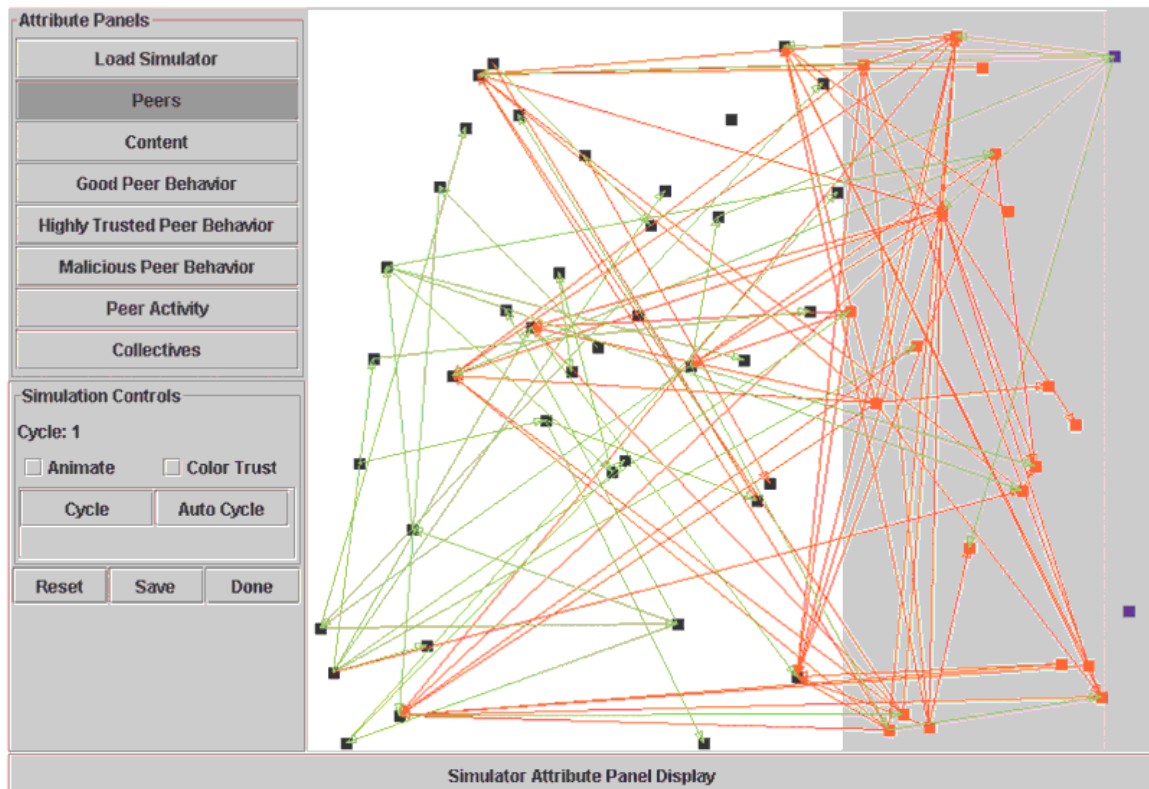 Attribute Panels
Load Simulator
Peers
Content
Good Peer Behavior
Highly Trusted Peer Behavior
Malicious Peer Behavior
Peer Activity
Collectives
Simulation Controls
Cycle: 1
Animate Color Trust
Cycle Auto Cycle
Reset Save Done
Simulator Attribute Panel Display